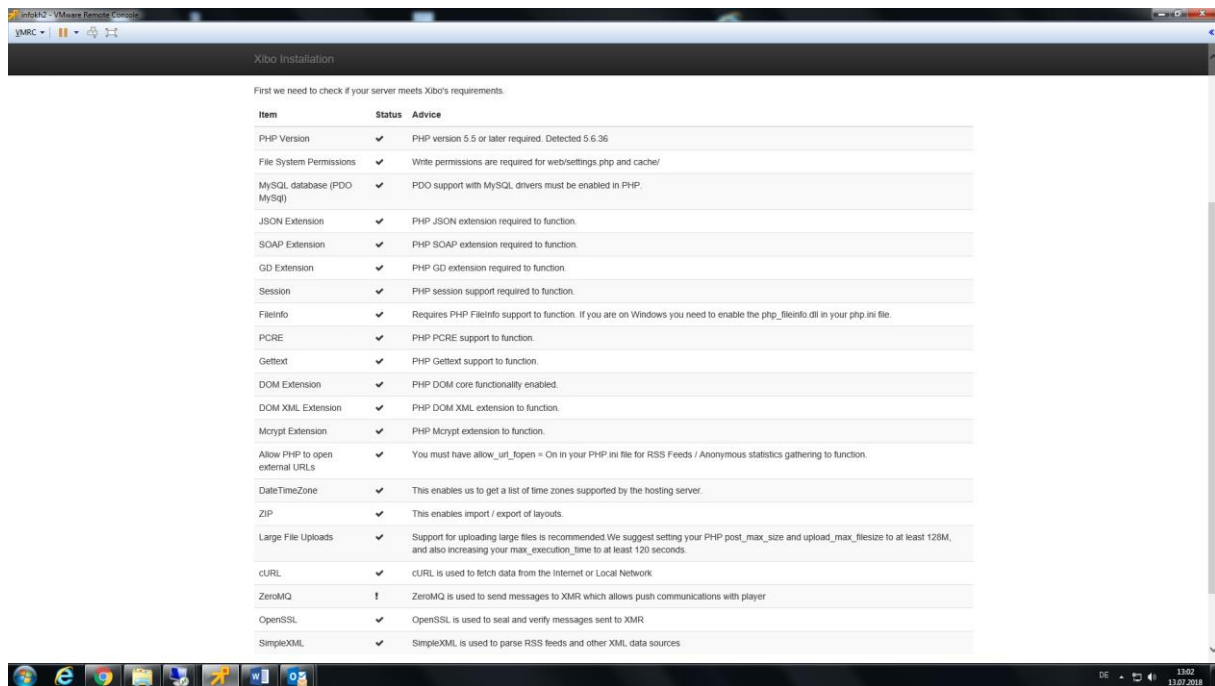 infokh2 - VMware Remote Console
VMRC
Xibo Installation
First we need to check if your server meets Xibo's requirements.
Item Status Advice
PHP Version ✔ PHP version 5.5 or later required. Detected 5.6.36
File System Permissions ✔ Write permissions are required for web/settings.php and cache/
MySQL database (PDO ✔ PDO support with MySQL drivers must be enabled in PHP.
MySql)
JSON Extension ✔ PHP JSON extension required to function.
SOAP Extension ✔ PHP SOAP extension required to function.
GD Extension ✔ PHP GD extension required to function.
Session ✔ PHP session support required to function.
FileInfo ✔ Requires PHP FileInfo support to function. If you are on Windows you need to enable the php_fileinfo.dll in your php.ini file.
PCRE ✔ PHP PCRE support to function.
Gettext ✔ PHP Gettext support to function.
DOM Extension ✔ PHP DOM core functionality enabled.
DOM XML Extension ✔ PHP DOM XML extension to function.
Mcrypt Extension ✔ PHP Mcrypt extension to function.
Allow PHP to open ✔ You must have allow_url_fopen = On in your PHP.ini file for RSS Feeds / Anonymous statistics gathering to function.
external URLs
DateTimeZone ✔ This enables us to get a list of time zones supported by the hosting server.
ZIP ✔ This enables import / export of layouts.
Large File Uploads ✔ Support for uploading large files is recommended.We suggest setting your PHP post_max_size and upload_max_filesize to at least 128M,
and also increasing your max_execution_time to at least 120 seconds.
cURL ✔ cURL is used to fetch data from the Internet or Local Network
ZeroMQ ! ZeroMQ is used to send messages to XMR which allows push communications with player
OpenSSL ✔ OpenSSL is used to seal and verify messages sent to XMR
SimpleXML ✔ SimpleXML is used to parse RSS feeds and other XML data sources
DE 13:02
13.07.2018